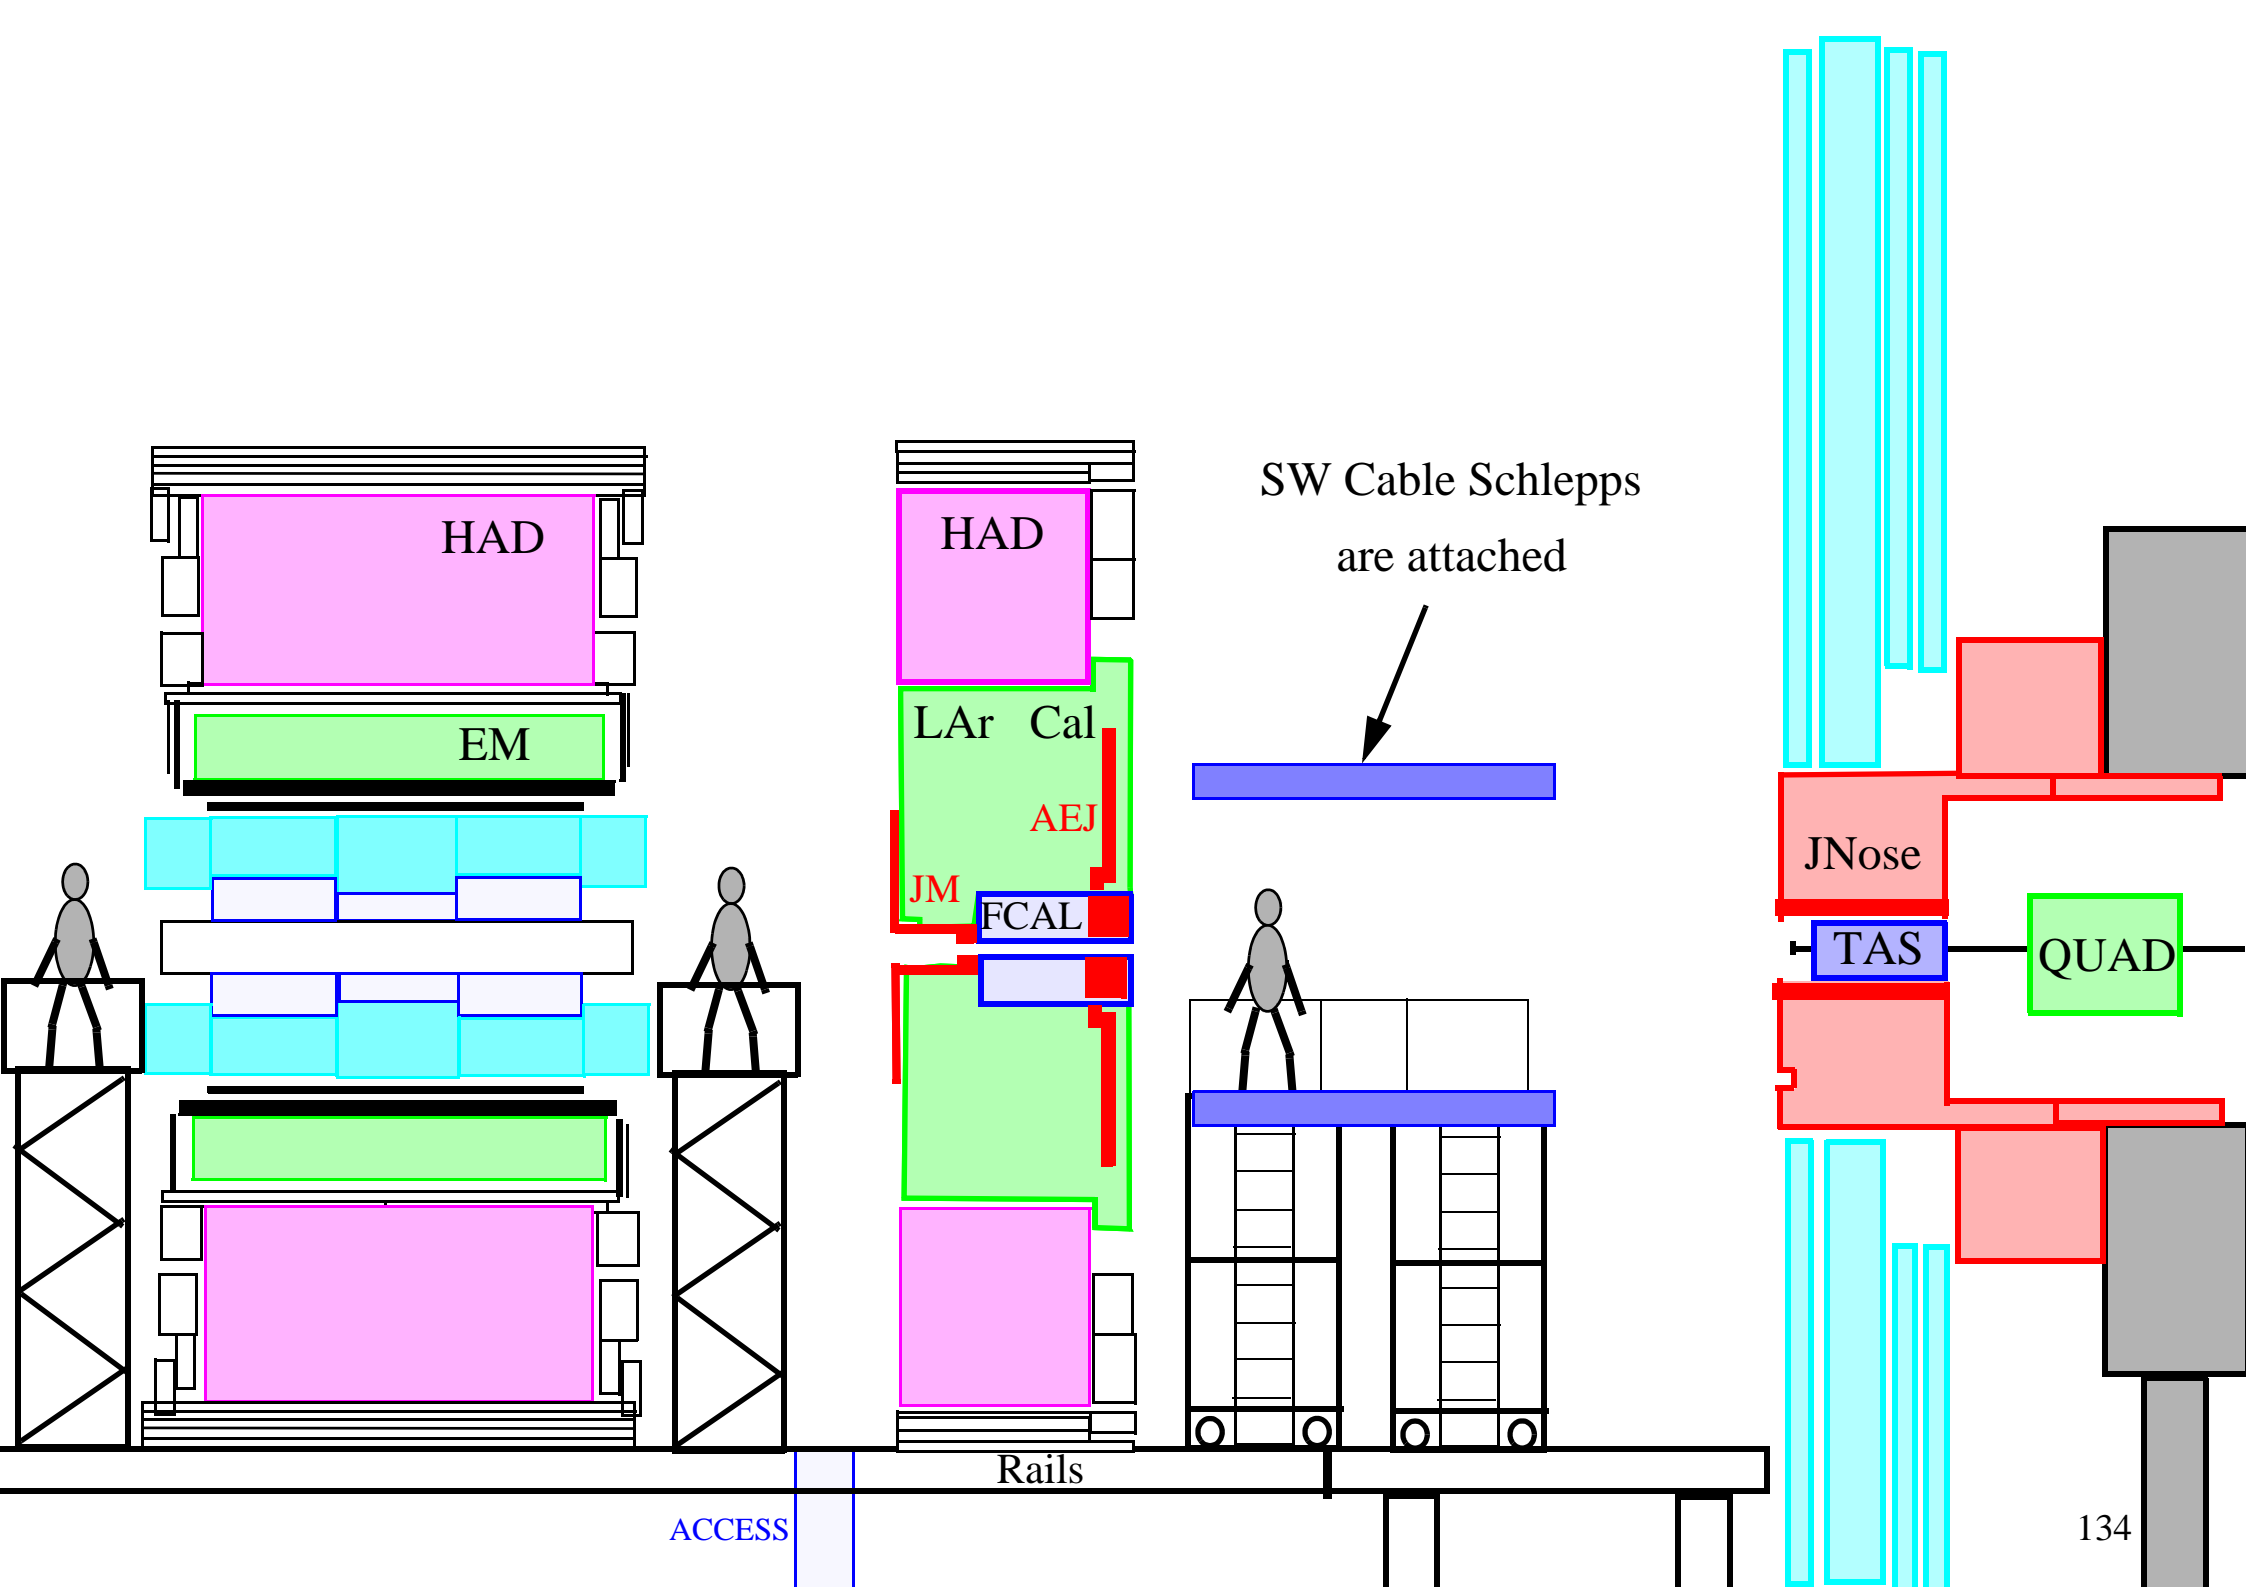 SW Cable Schlepps
are attached
HAD
HAD
EM
LAr Cal
AEJ
JM
FCAL
JNose
TAS
QUAD
Rails
ACCESS
134